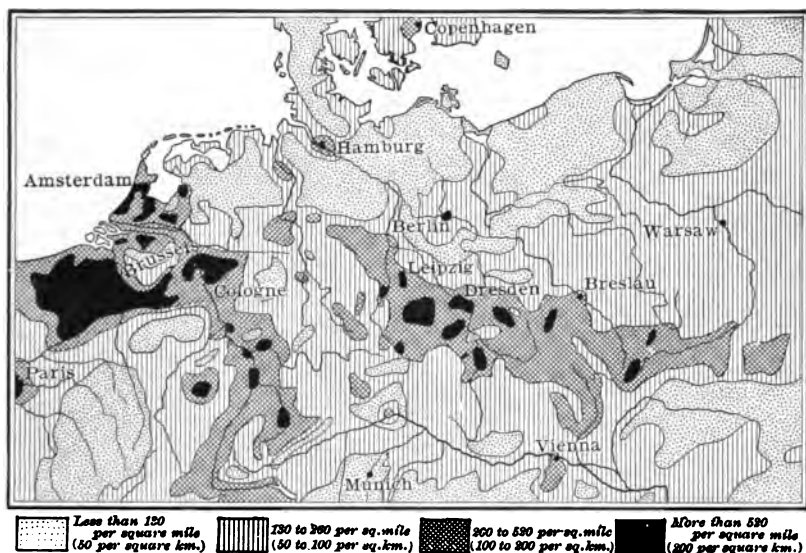 Copenhagen
Hamburg
Amsterdam
Berlin
Warsaw
Brussels
Leipzig
Cologne
Dresden
Breslau
Paris
Vienna
Munich
Less than 130
per square mile
(50 per square km.)
130 to 260 per sq.mile
(50 to 100 per sq.km.)
260 to 520 per sq.mile
(100 to 200 per sq.km.)
More than 520
per square mile
(200 per square km.)